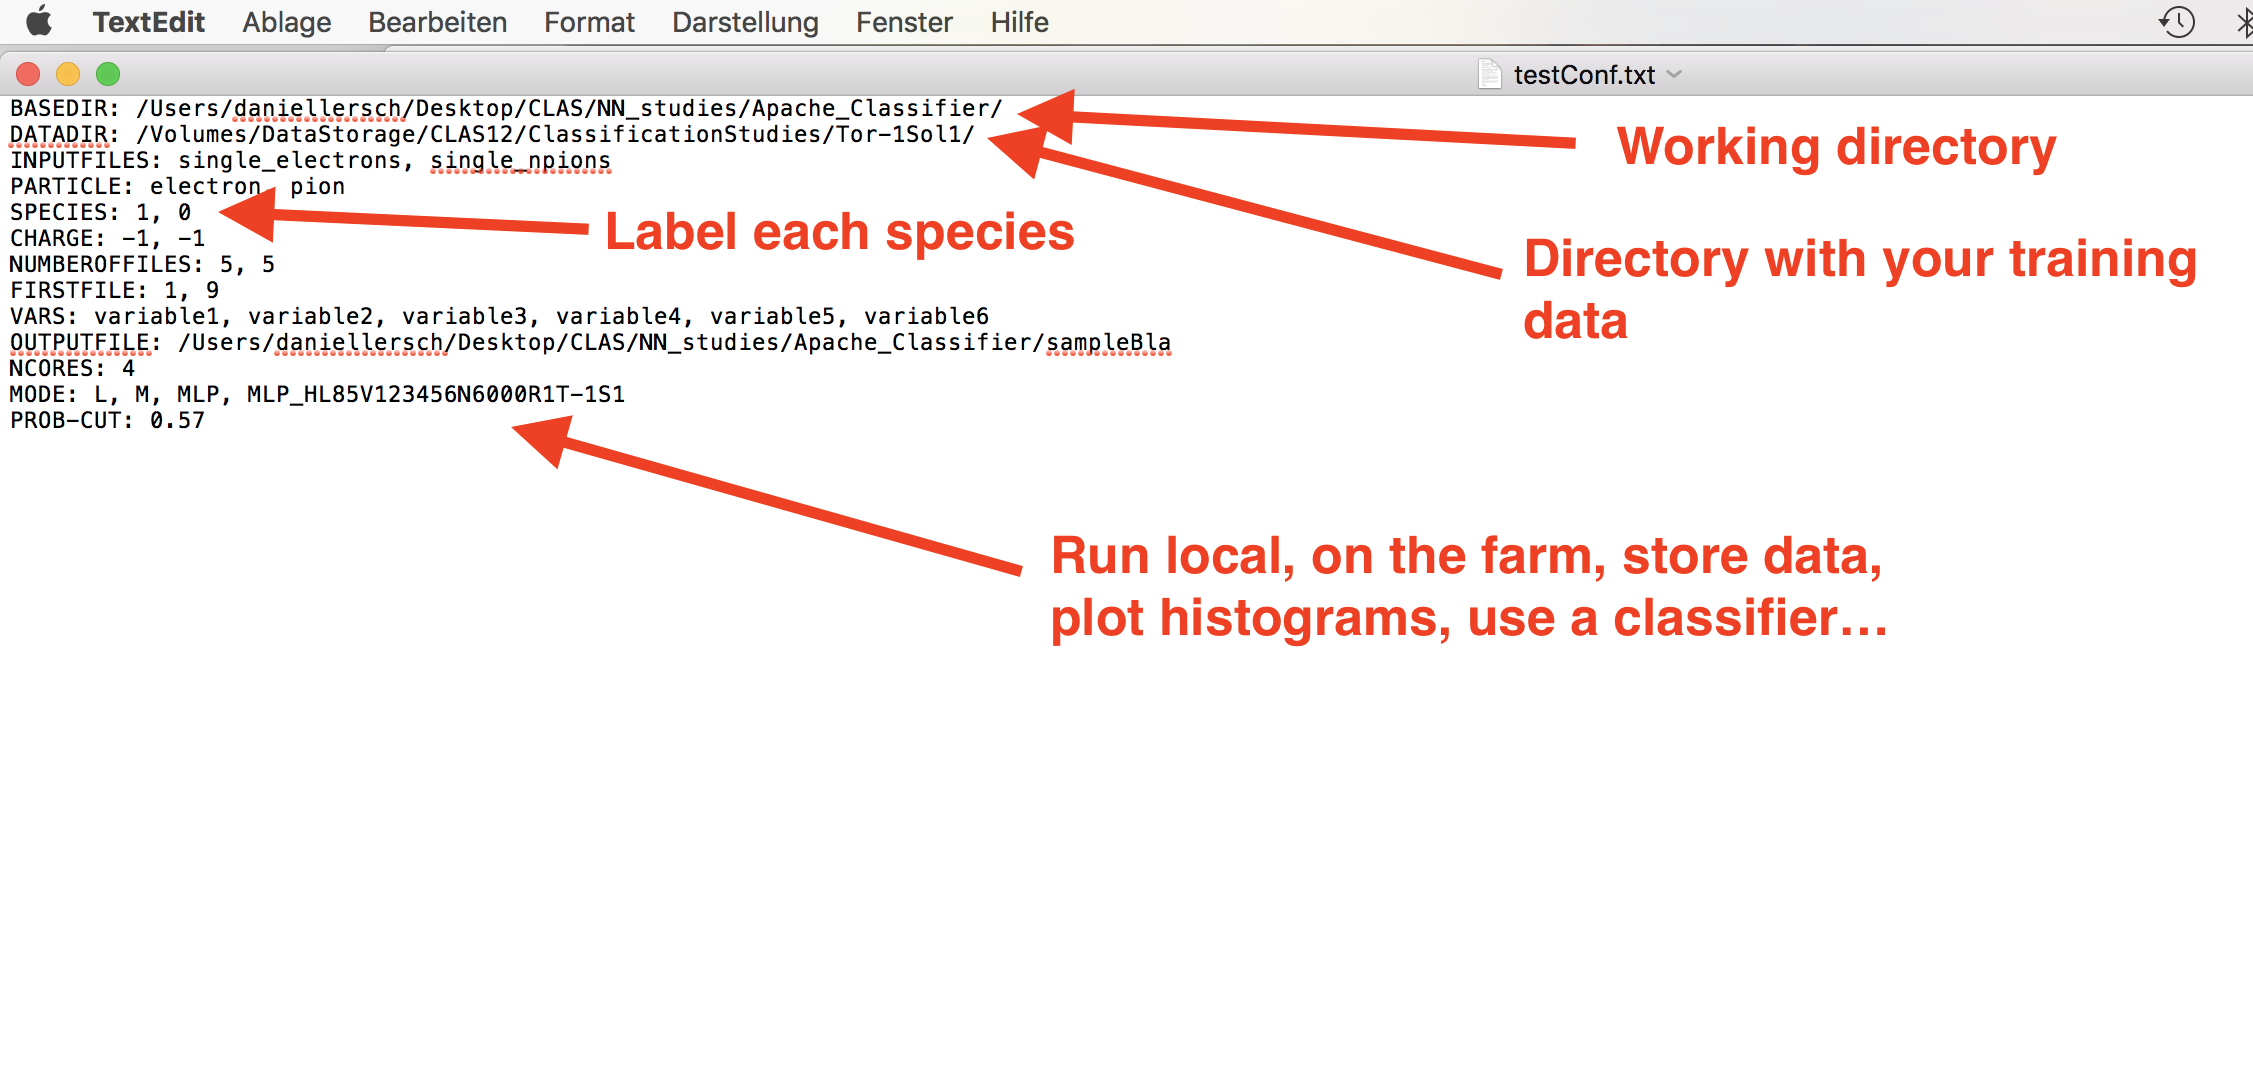 TextEdit Ablage Bearbeiten Format Darstellung Fenster Hilfe
testConf.txt
BASEDIR: /Users/daniellersch/Desktop/CLAS/NN_studies/Apache_Classifier/
DATADIR: /Volumes/DataStorage/CLAS12/ClassificationStudies/Tor-1Sol1/
INPUTFILES: single_electrons, single_npions
PARTICLE: electron, pion
SPECIES: 1, 0
CHARGE: -1, -1
NUMBEROFFILES: 5, 5
FIRSTFILE: 1, 9
VARS: variable1, variable2, variable3, variable4, variable5, variable6
OUTPUTFILE: /Users/daniellersch/Desktop/CLAS/NN_studies/Apache_Classifier/sampleBla
NCORES: 4
MODE: L, M, MLP, MLP_HL85V123456N6000R1T-1S1
PROB-CUT: 0.57
Working directory
Label each species
Directory with your training
data
Run local, on the farm, store data,
plot histograms, use a classifier…